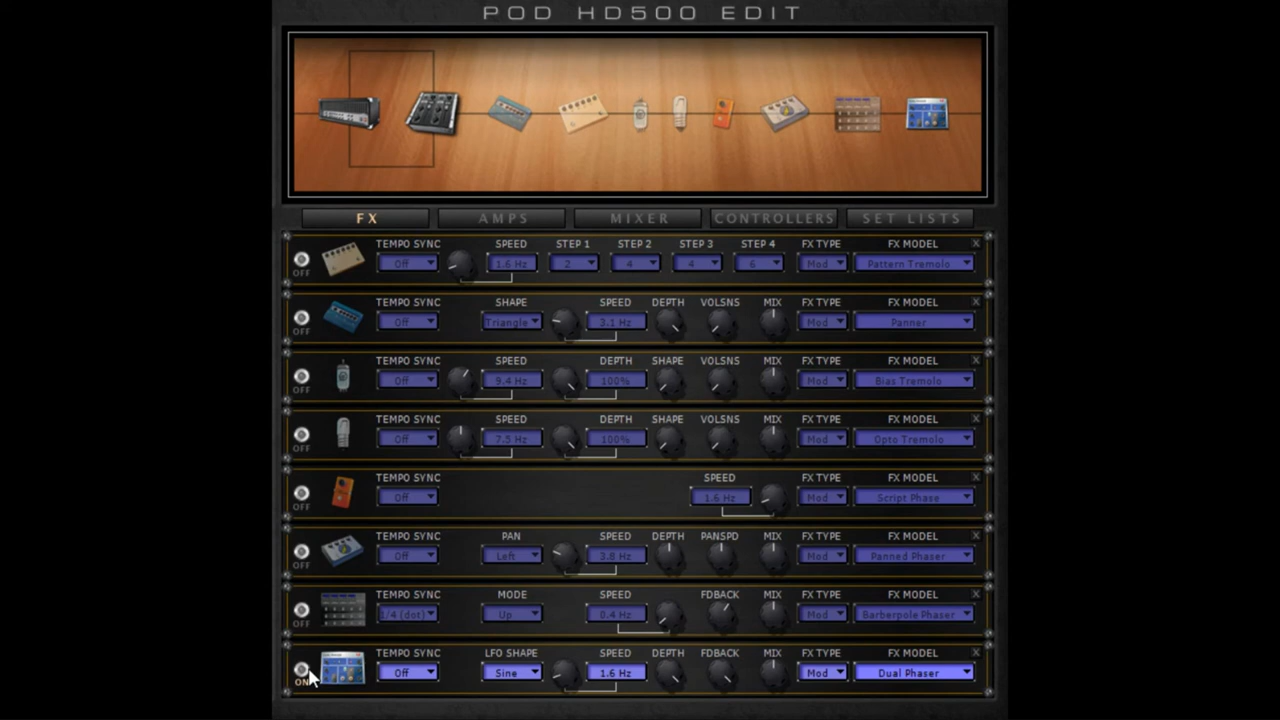 POD HD500 EDIT
FX AMPS MIXER CONTROLLERS SET LISTS
TEMPO SYNC SPEED STEP 1 STEP 2 STEP 3 STEP 4 FX TYPE FX MODEL X
OFF Off 1.6 Hz 2 4 4 6 Mod Pattern Tremolo
TEMPO SYNC SHAPE SPEED DEPTH VOLSNS MIX FX TYPE FX MODEL X
OFF Off Triangle 3.1 Hz Mod Panner
TEMPO SYNC SPEED DEPTH SHAPE VOLSNS MIX FX TYPE FX MODEL X
OFF Off 9.4 Hz 100% Mod Bias Tremolo
TEMPO SYNC SPEED DEPTH SHAPE VOLSNS MIX FX TYPE FX MODEL X
OFF Off 7.5 Hz 100% Mod Opto Tremolo
TEMPO SYNC SPEED FX TYPE FX MODEL X
OFF Off 1.6 Hz Mod Script Phase
TEMPO SYNC PAN SPEED DEPTH PANSPD MIX FX TYPE FX MODEL X
OFF Off Left 3.8 Hz Mod Panned Phaser
TEMPO SYNC MODE SPEED FDBACK MIX FX TYPE FX MODEL X
OFF 1/4 (dot) Up 0.4 Hz Mod Barberpole Phaser
TEMPO SYNC LFO SHAPE SPEED DEPTH FDBACK MIX FX TYPE FX MODEL X
ON Off Sine 1.6 Hz Mod Dual Phaser